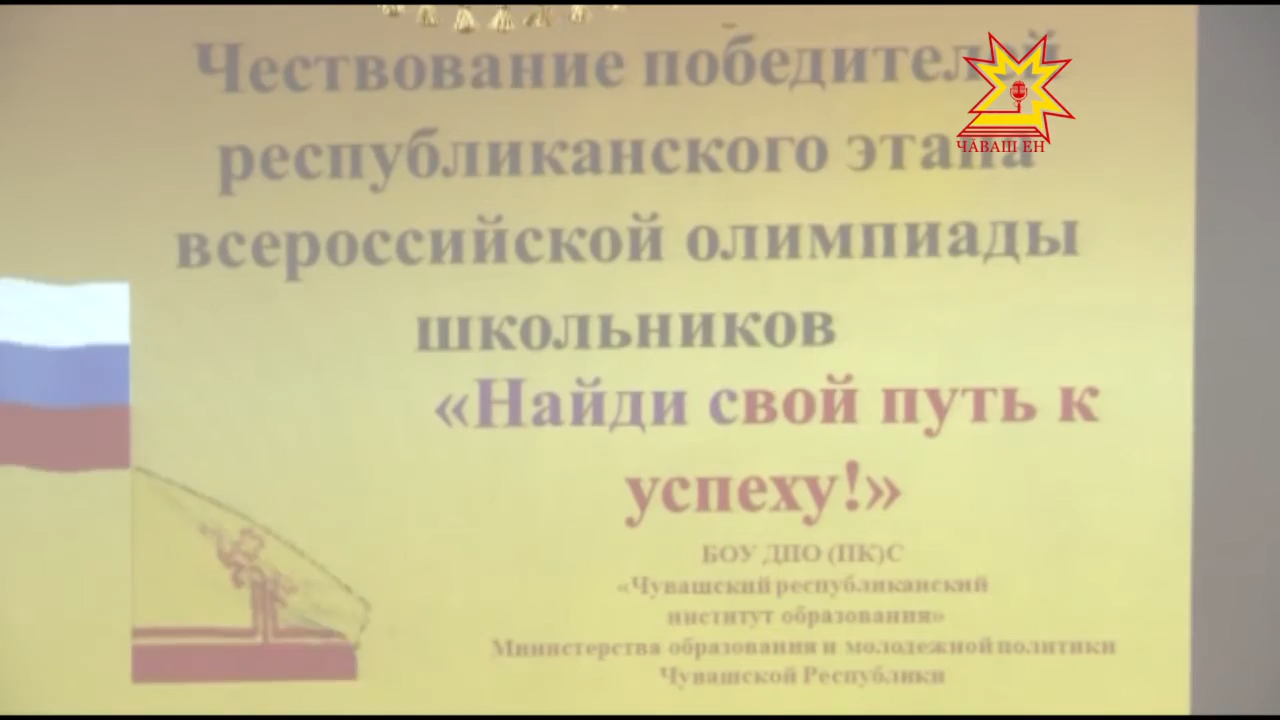 Чествование победителей
республиканского этапа
всероссийской олимпиады
школьников
«Найди свой путь к
успеху!»
БОУ ДПО (ПК)С
«Чувашский республиканский
институт образования»
Министерства образования и молодежной политики
Чувашской Республики
ЧӐВАШ ЕН